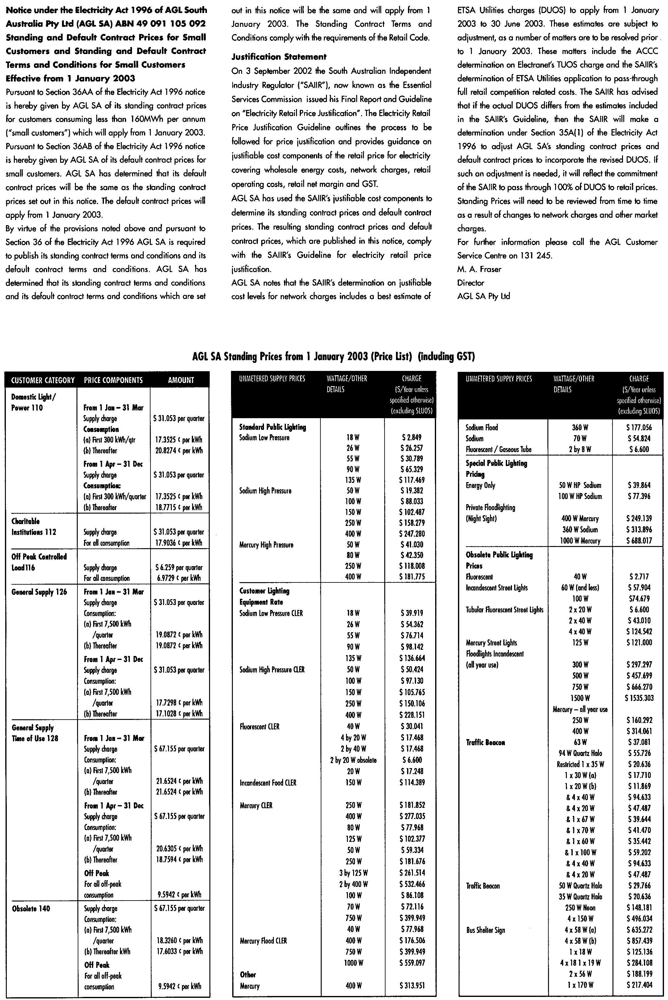 Notice under the Electricity Act 1996 of AGL South
Australia Pty Ltd (AGL SA) ABN 49 091 105 092
Standing and Default Contract Prices for Small
Customers and Standing and Default Contract
Terms and Conditions for Small Customers
Effective from 1 January 2003
Pursuant to Section 36AA of the Electricity Act 1996 notice
is hereby given by AGL SA of its standing contract prices
for customers consuming less than 160MWh per annum
("small customers") which will apply from 1 January 2003.
Pursuant to Section 36AB of the Electricity Act 1996 notice
is hereby given by AGL SA of its default contract prices for
small customers. AGL SA has determined that its default
contract prices will be the same as the standing contract
prices set out in this notice. The default contract prices will
apply from 1 January 2003.
By virtue of the provisions noted above and pursuant to
Section 36 of the Electricity Act 1996 AGL SA is required
to publish its standing contract terms and conditions and its
default contract terms and conditions. AGL SA has
determined that its standing contract terms and conditions
and its default contract terms and conditions which are set
out in this notice will be the same and will apply from 1
January 2003. The Standing Contract Terms and
Conditions comply with the requirements of the Retail Code.
Justification Statement
On 3 September 2002 the South Australian Independent
Industry Regulator ("SAIIR"), now known as the Essential
Services Commission issued his Final Report and Guideline
on "Electricity Retail Price Justification". The Electricity Retail
Price Justification Guideline outlines the process to be
followed for price justification and provides guidance on
justifiable cost components of the retail price for electricity
covering wholesale energy costs, network charges, retail
operating costs, retail net margin and GST.
AGL SA has used the SAIIR's justifiable cost components to
determine its standing contract prices and default contract
prices. The resulting standing contract prices and default
contract prices, which are published in this notice, comply
with the SAIIR's Guideline for electricity retail price
justification.
AGL SA notes that the SAIIR's determination on justifiable
cost levels for network charges includes a best estimate of
ETSA Utilities charges (DUOS) to apply from 1 January
2003 to 30 June 2003. These estimates are subject to
adjustment, as a number of matters are to be resolved prior
to 1 January 2003. These matters include the ACCC
determination on Electranet's TUOS charge and the SAIIR's
determination of ETSA Utilities application to pass-through
full retail competition related costs. The SAIIR has advised
that if the actual DUOS differs from the estimates included
in the SAIIR's Guideline, then the SAIIR will make a
determination under Section 35A(1) of the Electricity Act
1996 to adjust AGL SA's standing contract prices and
default contract prices to incorporate the revised DUOS. If
such an adjustment is needed, it will reflect the commitment
of the SAIIR to pass through 100% of DUOS to retail prices.
Standing Prices will need to be reviewed from time to time
as a result of changes to network charges and other market
charges.
For further information please call the AGL Customer
Service Centre on 131 245.
M. A. Fraser
Director
AGL SA Pty Ltd
AGL SA Standing Prices from 1 January 2003 (Price List) (including GST)
CUSTOMER CATEGORY PRICE COMPONENTS AMOUNT
Domestic Light/
Power 110 From 1 Jan – 31 Mar
Supply charge $ 31.053 per quarter
Consumption
(a) First 300 kWh/qtr 17.3525 ¢ per kWh
(b) Thereafter 20.8274 ¢ per kWh
From 1 Apr – 31 Dec
Supply charge $ 31.053 per quarter
Consumption:
(a) First 300 kWh/quarter 17.3525 ¢ per kWh
(b) Thereafter 18.7715 ¢ per kWh
Charitable
Institutions 112 Supply charge $ 31.053 per quarter
For all consumption 17.9036 ¢ per kWh
Off Peak Controlled
Load116 Supply charge $ 6.259 per quarter
For all consumption 6.9729 ¢ per kWh
General Supply 126 From 1 Jan – 31 Mar
Supply charge $ 31.053 per quarter
Consumption:
(a) First 7,500 kWh
/quarter 19.0872 ¢ per kWh
(b) Thereafter 19.0872 ¢ per kWh
From 1 Apr – 31 Dec
Supply charge $ 31.053 per quarter
Consumption:
(a) First 7,500 kWh
/quarter 17.7298 ¢ per kWh
(b) Thereafter 17.1028 ¢ per kWh
General Supply
Time of Use 128 From 1 Jan – 31 Mar
Supply charge $ 67.155 per quarter
Consumption:
(a) First 7,500 kWh
/quarter 21.6524 ¢ per kWh
(b) Thereafter 21.6524 ¢ per kWh
From 1 Apr – 31 Dec
Supply charge $ 67.155 per quarter
Consumption:
(a) First 7,500 kWh
/quarter 20.6305 ¢ per kWh
(b) Thereafter 18.7594 ¢ per kWh
Off Peak
For all off-peak
consumption 9.5942 ¢ per kWh
Obsolete 140 Supply charge $ 67.155 per quarter
Consumption:
(a) First 7,500 kWh
/quarter 18.3260 ¢ per kWh
(b) Thereafter kWh 17.6033 ¢ per kWh
Off Peak
For all off-peak
consumption 9.5942 ¢ per kWh
UNMETERED SUPPLY PRICES WATTAGE/OTHER CHARGE
DETAILS ($/Year unless
specified otherwise)
(excluding SLUOS)
Standard Public Lighting
Sodium Low Pressure 18 W $ 2.849
26 W $ 26.257
55 W $ 30.789
90 W $ 65.329
135 W $ 117.469
Sodium High Pressure 50 W $ 19.382
100 W $ 88.033
150 W $ 102.487
250 W $ 158.279
400 W $ 247.280
Mercury High Pressure 50 W $ 41.030
80 W $ 42.350
250 W $ 118.008
400 W $ 181.775
Customer Lighting
Equipment Rate
Sodium Low Pressure CLER 18 W $ 39.919
26 W $ 54.362
55 W $ 76.714
90 W $ 98.142
135 W $ 136.664
Sodium High Pressure CLER 50 W $ 50.424
100 W $ 97.130
150 W $ 105.765
250 W $ 150.106
400 W $ 228.151
Fluorescent CLER 40 W $ 30.041
4 by 20 W $ 17.468
2 by 40 W $ 17.468
2 by 20 W obsolete $ 6.600
20 W $ 17.248
Incandescent Food CLER 150 W $ 114.389
Mercury CLER 250 W $ 181.852
400 W $ 277.035
80 W $ 77.968
125 W $ 102.377
50 W $ 59.334
250 W $ 181.676
3 by 125 W $ 261.514
2 by 400 W $ 532.466
100 W $ 86.108
70 W $ 72.116
750 W $ 399.949
40 W $ 77.968
Mercury Flood CLER 400 W $ 176.506
750 W $ 399.949
1000 W $ 559.097
Other
Mercury 400 W $ 313.951
UNMETERED SUPPLY PRICES WATTAGE/OTHER CHARGE
DETAILS ($/Year unless
specified otherwise)
(excluding SLUOS)
Sodium Flood 360 W $ 177.056
Sodium 70 W $ 54.824
Fluorescent / Gaseous Tube 2 by 8 W $ 6.600
Special Public Lighting
Pricing
Energy Only 50 W HP Sodium $ 39.864
100 W HP Sodium $ 77.396
Private Floodlighting
(Night Sight) 400 W Mercury $ 249.139
360 W Sodium $ 313.896
1000 W Mercury $ 688.017
Obsolete Public Lighting
Prices
Fluorescent 40 W $ 2.717
Incandescent Street Lights 60 W (and less) $ 57.904
100 W $74.679
Tubular Fluorescent Street Lights 2 x 20 W $ 6.600
2 x 40 W $ 43.010
4 x 40 W $ 124.542
Mercury Street Lights 125 W $ 121.000
Floodlights Incandescent
(all year use) 300 W $ 297.297
500 W $ 457.699
750 W $ 666.270
1500 W $ 1535.303
Mercury – all year use
250 W $ 160.292
400 W $ 314.061
Traffic Beacon 63 W $ 37.081
94 W Quartz Halo $ 55.726
Restricted 1 x 35 W $ 20.636
1 x 30 W (a) $ 17.710
1 x 20 W (b) $ 11.869
& 4 x 40 W $ 94.633
& 4 x 20 W $ 47.487
& 1 x 67 W $ 39.644
& 1 x 70 W $ 41.470
& 1 x 60 W $ 35.442
& 1 x 100 W $ 59.202
& 4 x 40 W $ 94.633
& 4 x 20 W $ 47.487
Traffic Beacon 50 W Quartz Halo $ 29.766
35 W Quartz Halo $ 20.636
250 W Neon $ 148.181
4 x 150 W $ 496.034
Bus Shelter Sign 4 x 58 W (a) $ 635.272
4 x 58 W (b) $ 857.439
1 x 18 W $ 125.136
4 x 18 1 x 19 W $ 284.108
2 x 56 W $ 188.199
1 x 170 W $ 217.404